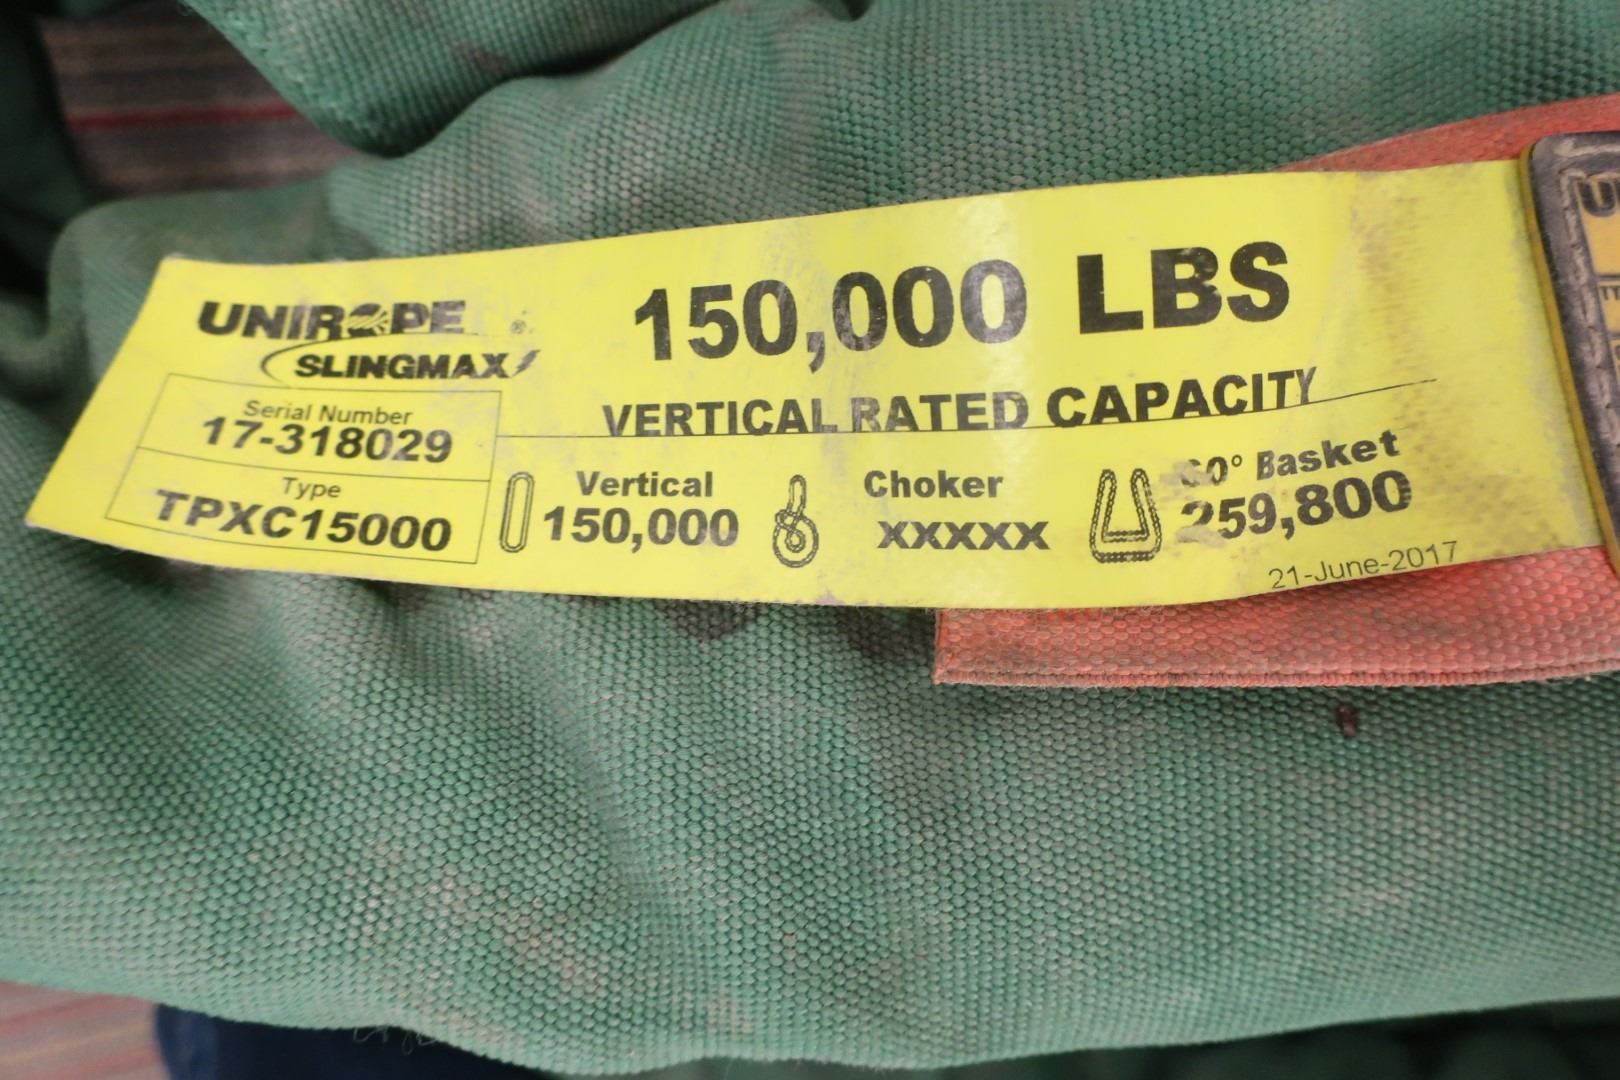 UNIROPE ®
SLINGMAX
150,000 LBS
VERTICAL RATED CAPACITY
Serial Number
17-318029
Type
TPXC15000
Vertical
150,000
Choker
XXXXX
60° Basket
259,800
21-June-2017